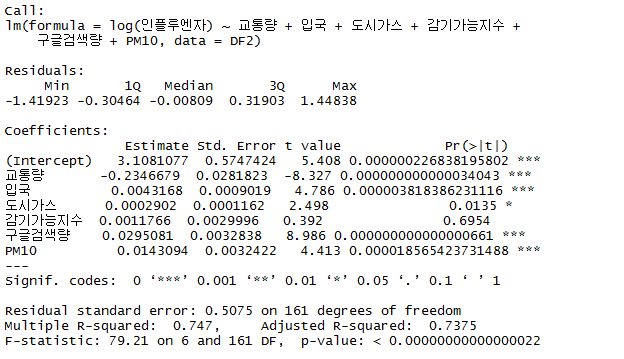 Call:
lm(formula = log(인플루엔자) ~ 교통량 + 입국 + 도시가스 + 감기가능지수 +
구글검색량 + PM10, data = DF2)
Residuals:
Min 1Q Median 3Q Max
-1.41923 -0.30464 -0.00809 0.31903 1.44838
Coefficients:
Estimate Std. Error t value Pr(>|t|)
(Intercept) 3.1081077 0.5747424 5.408 0.000000226838195802 ***
교통량 -0.2346679 0.0281823 -8.327 0.000000000000034043 ***
입국 0.0043168 0.0009019 4.786 0.000003818386231116 ***
도시가스 0.0002902 0.0001162 2.498 0.0135 *
감기가능지수 0.0011766 0.0029996 0.392 0.6954
구글검색량 0.0295081 0.0032838 8.986 0.000000000000000661 ***
PM10 0.0143094 0.0032422 4.413 0.000018565423731488 ***
---
Signif. codes: 0 ‘***’ 0.001 ‘**’ 0.01 ‘*’ 0.05 ‘.’ 0.1 ‘ ’ 1
Residual standard error: 0.5075 on 161 degrees of freedom
Multiple R-squared: 0.747, Adjusted R-squared: 0.7375
F-statistic: 79.21 on 6 and 161 DF, p-value: < 0.00000000000000022